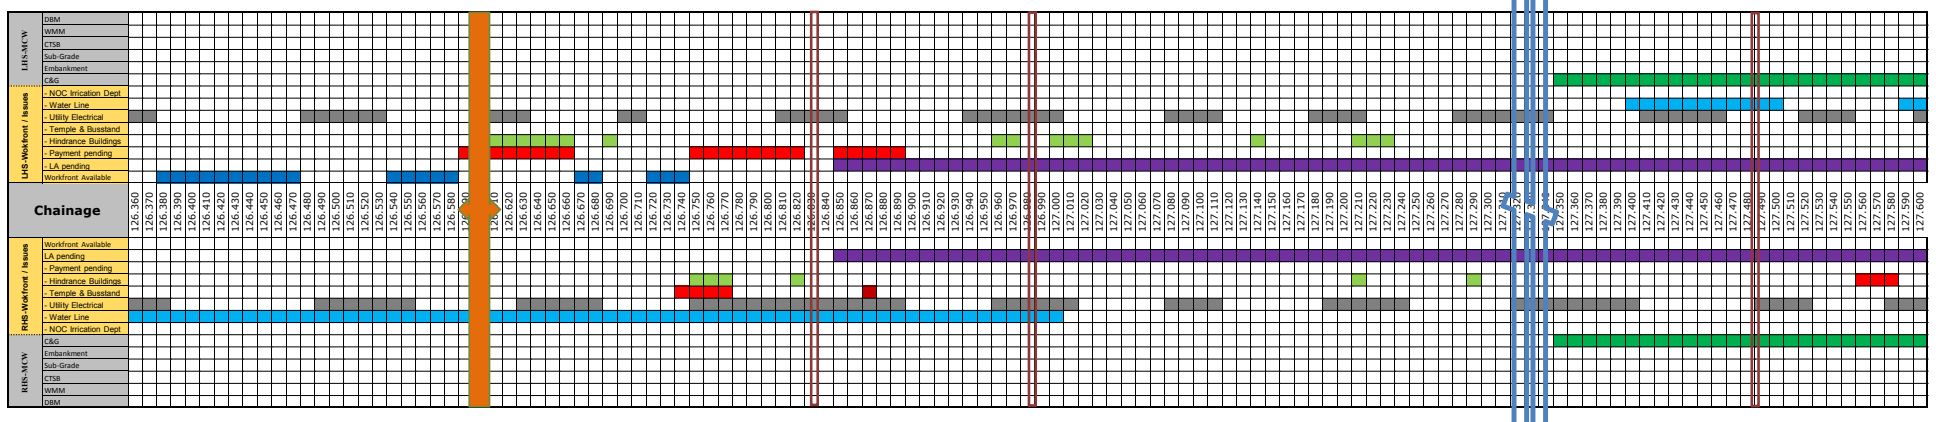 LHS-MCW
DBM
WMM
CTSB
Sub-Grade
Embankment
C&G
LHS-Wokfront / Issues
- NOC Irrication Dept
- Water Line
- Utility Electrical
- Temple & Busstand
- Hindrance Buildings
- Payment pending
- LA pending
Workfront Available
Chainage
126.360 126.370 126.380 126.390 126.400 126.410 126.420 126.430 126.440 126.450 126.460 126.470 126.480 126.490 126.500 126.510 126.520 126.530 126.540 126.550 126.560 126.570 126.580 126.620 126.630 126.640 126.650 126.660 126.670 126.680 126.690 126.700 126.710 126.720 126.730 126.740 126.750 126.760 126.770 126.780 126.790 126.800 126.810 126.820 126.830 126.840 126.850 126.860 126.870 126.880 126.890 126.900 126.910 126.920 126.930 126.940 126.950 126.960 126.970 126.980 126.990 127.000 127.010 127.020 127.030 127.040 127.050 127.060 127.070 127.080 127.090 127.100 127.110 127.120 127.130 127.140 127.150 127.160 127.170 127.180 127.190 127.200 127.210 127.220 127.230 127.240 127.250 127.260 127.270 127.280 127.290 127.300 127.350 127.360 127.370 127.380 127.390 127.400 127.410 127.420 127.430 127.440 127.450 127.460 127.470 127.480 127.490 127.500 127.510 127.520 127.530 127.540 127.550 127.560 127.570 127.580 127.590 127.600
RHS-Wokfront / Issues
Workfront Available
LA pending
- Payment pending
- Hindrance Buildings
- Temple & Busstand
- Utility Electrical
- Water Line
- NOC Irrication Dept
RHS-MCW
C&G
Embankment
Sub-Grade
CTSB
WMM
DBM